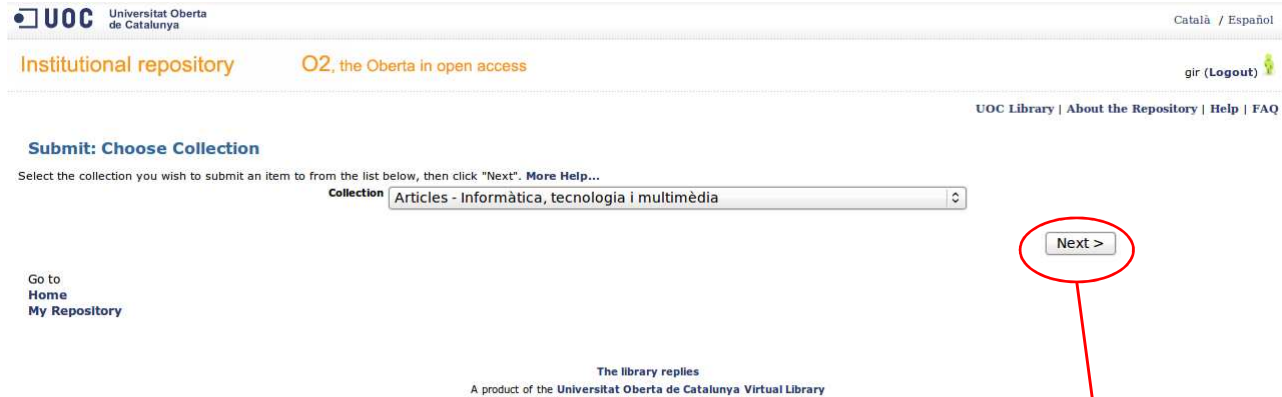 UOC Universitat Oberta
de Catalunya
Català / Español
Institutional repository O2, the Oberta in open access
gir (Logout)
UOC Library | About the Repository | Help | FAQ
Submit: Choose Collection
Select the collection you wish to submit an item to from the list below, then click "Next". More Help...
Collection Articles - Informàtica, tecnologia i multimèdia
Next >
Go to
Home
My Repository
The library replies
A product of the Universitat Oberta de Catalunya Virtual Library